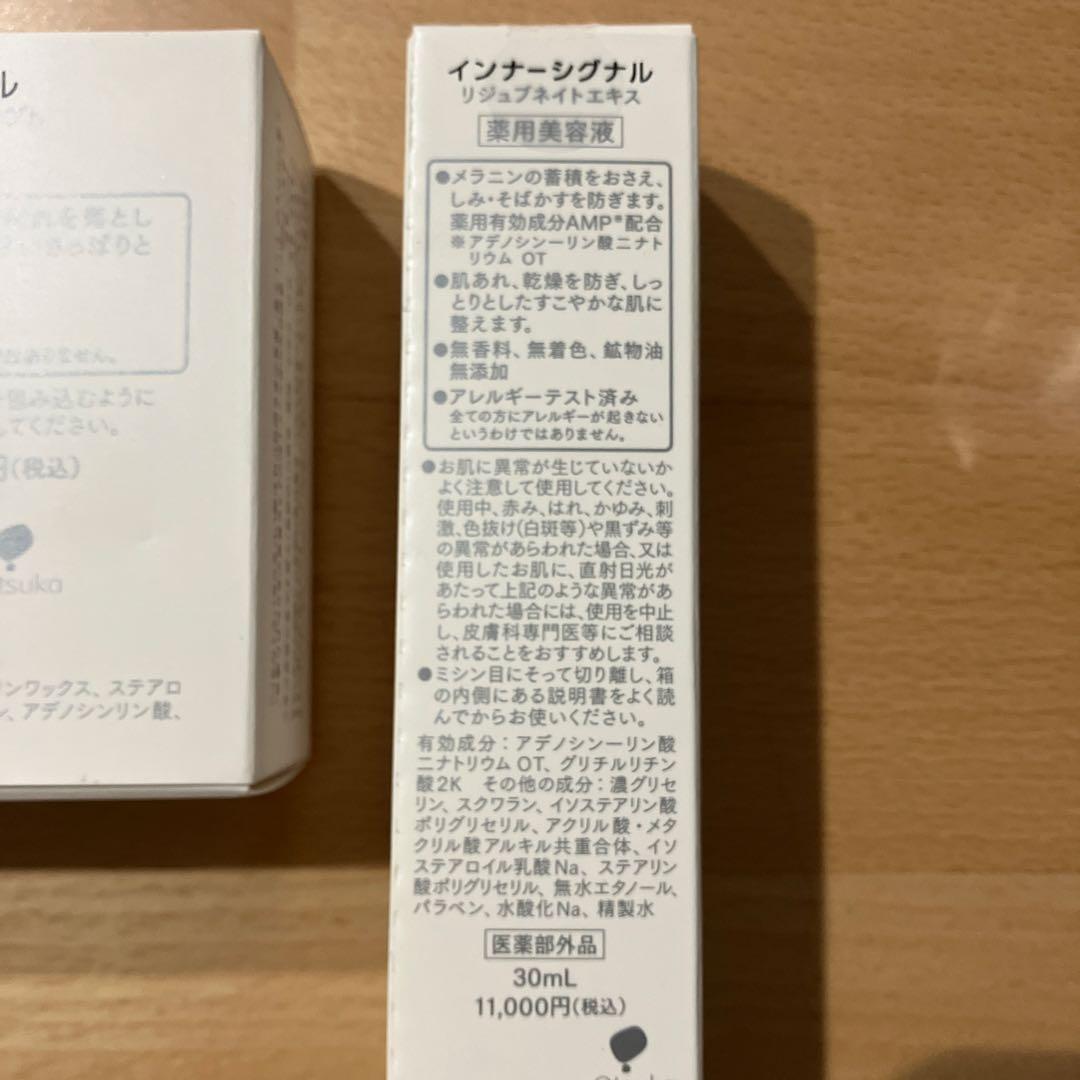 ル
れを落とし
さっぱりと
ありません。
包み込むように
してください。
(税込)
tsuka
ンワックス、ステアロ
ン、アデノシンリン酸、
インナーシグナル
リジュブネイトエキス
薬用美容液
●メラニンの蓄積をおさえ、
しみ・そばかすを防ぎます。
薬用有効成分AMP※配合
※アデノシン一リン酸二ナト
リウム OT
●肌あれ、乾燥を防ぎ、しっ
とりとしたすこやかな肌に
整えます。
●無香料、無着色、鉱物油
無添加
●アレルギーテスト済み
全ての方にアレルギーが起きない
というわけではありません。
●お肌に異常が生じていないか
よく注意して使用してください。
使用中、赤み、はれ、かゆみ、刺
激、色抜け(白斑等)や黒ずみ等
の異常があらわれた場合、又は
使用したお肌に、直射日光が
あたって上記のような異常があ
らわれた場合には、使用を中止
し、皮膚科専門医等にご相談
されることをおすすめします。
●ミシン目にそって切り離し、箱
の内側にある説明書をよく読
んでからお使いください。
有効成分：アデノシン一リン酸
二ナトリウム OT、グリチルリチン
酸2K その他の成分：濃グリセ
リン、スクワラン、イソステアリン酸
ポリグリセリル、アクリル酸・メタ
クリル酸アルキル共重合体、イソ
ステアロイル乳酸Na、ステアリン
酸ポリグリセリル、無水エタノール、
パラベン、水酸化Na、精製水
医薬部外品
30mL
11,000円(税込)